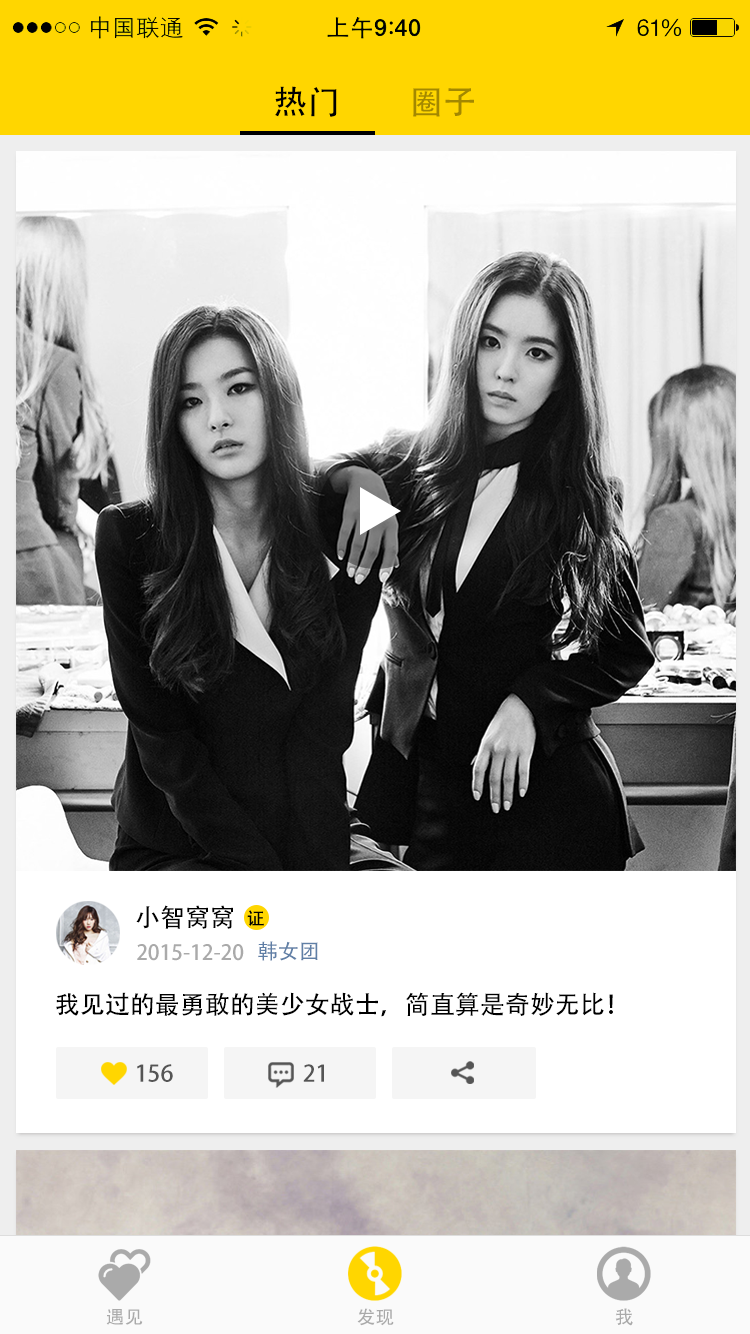 中国联通 上午9:40 61%
热门 圈子
小智窝窝 证
2015-12-20 韩女团
我见过的最勇敢的美少女战士，简直算是奇妙无比！
156 21
遇见 发现 我